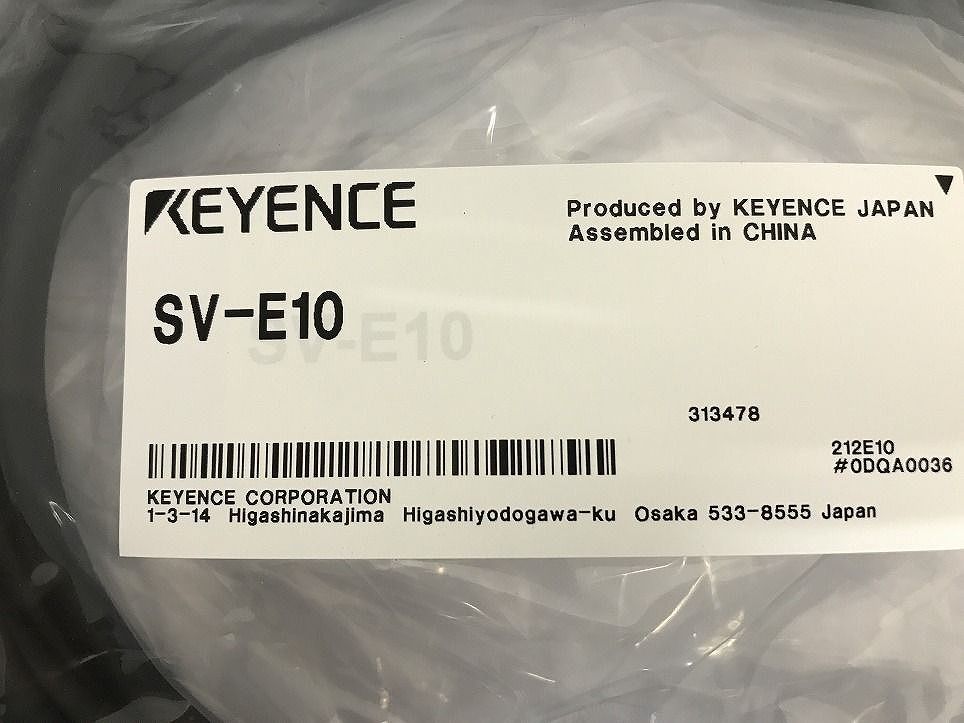 KEYENCE
Produced by KEYENCE JAPAN
Assembled in CHINA
SV-E10
SV-E10
313478
212E10
#0DQA0036
KEYENCE CORPORATION
1-3-14 Higashinakajima Higashiyodogawa-ku Osaka 533-8555 Japan